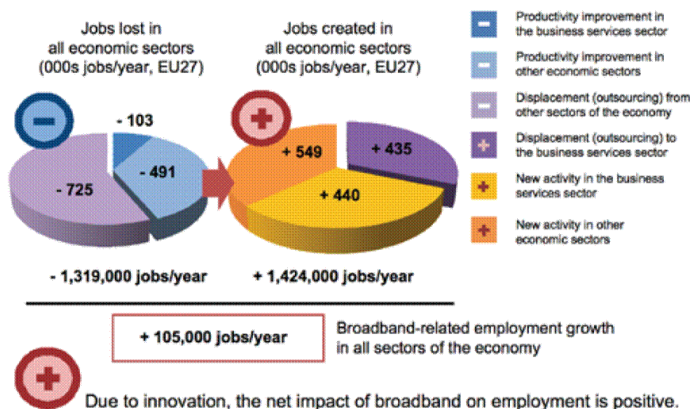 Jobs lost in
all economic sectors
(000s jobs/year, EU27)
Jobs created in
all economic sectors
(000s jobs/year, EU27)
- 103
- 491
- 725
+ 549
+ 435
+ 440
- 1,319,000 jobs/year
+ 1,424,000 jobs/year
Productivity improvement in
the business services sector
Productivity improvement in
other economic sectors
Displacement (outsourcing) from
other sectors of the economy
Displacement (outsourcing) to
the business services sector
New activity in the business
services sector
New activity in other
economic sectors
+ 105,000 jobs/year
Broadband-related employment growth
in all sectors of the economy
Due to innovation, the net impact of broadband on employment is positive.